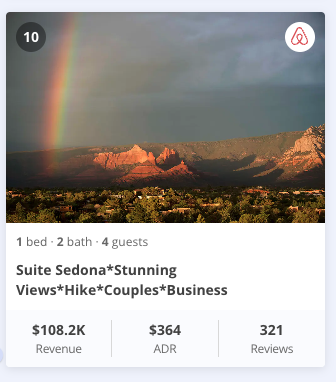 10
1 bed · 2 bath · 4 guests
Suite Sedona*Stunning
Views*Hike*Couples*Business
$108.2K $364 321
Revenue ADR Reviews